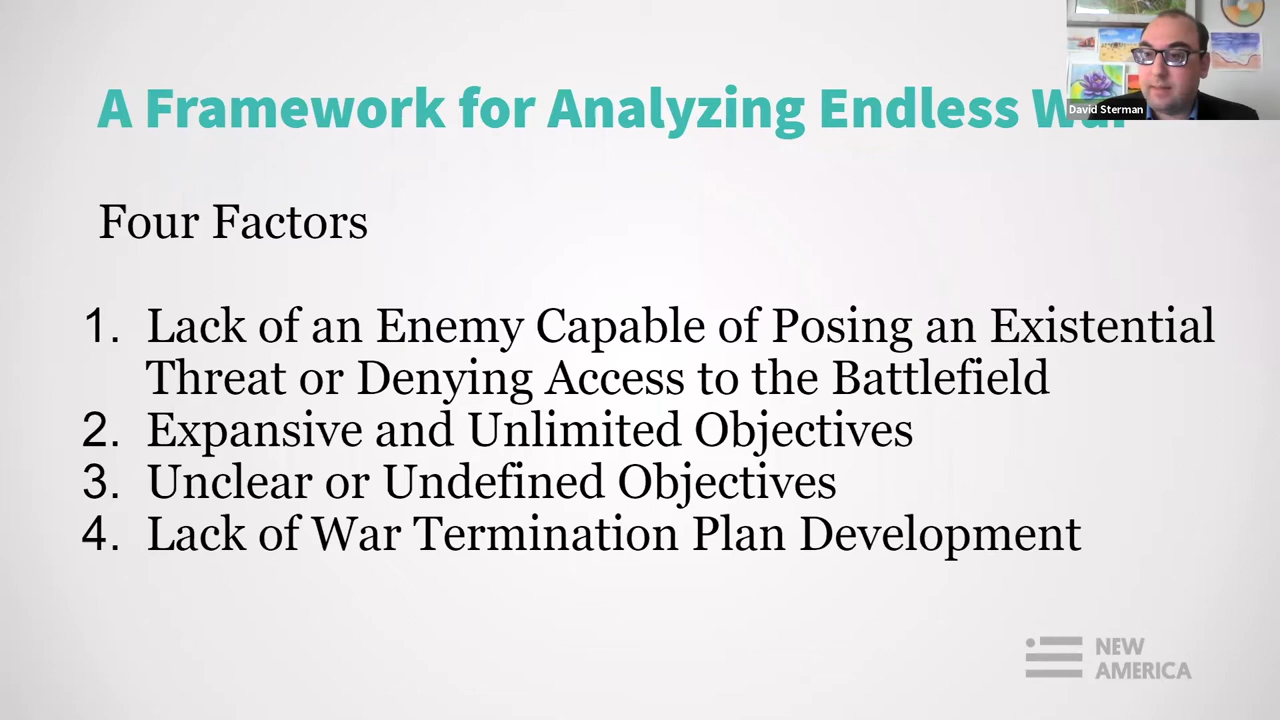 A Framework for Analyzing Endless War
David Sterman
Four Factors
1. Lack of an Enemy Capable of Posing an Existential
Threat or Denying Access to the Battlefield
2. Expansive and Unlimited Objectives
3. Unclear or Undefined Objectives
4. Lack of War Termination Plan Development
NEW
AMERICA